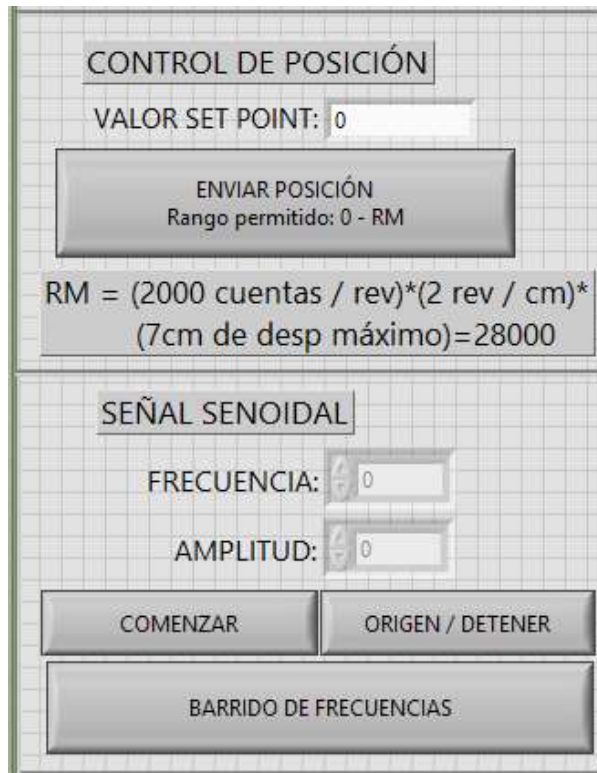 CONTROL DE POSICIÓN
VALOR SET POINT: 0
ENVIAR POSICIÓN
Rango permitido: 0 - RM
RM = (2000 cuentas / rev)*(2 rev / cm)*
(7cm de desp máximo)=28000
SEÑAL SENOIDAL
FRECUENCIA: 0
AMPLITUD: 0
COMENZAR
ORIGEN / DETENER
BARRIDO DE FRECUENCIAS